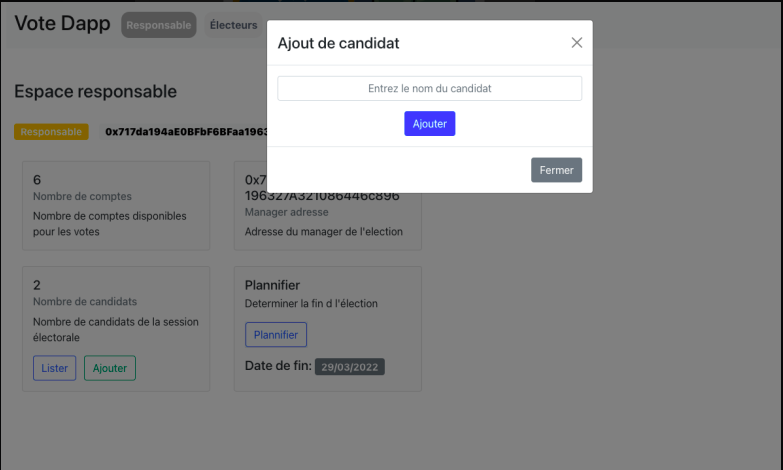 Vote Dapp Responsable Électeurs
Ajout de candidat
Entrez le nom du candidat
Ajouter
Fermer
Espace responsable
Responsable 0x717da194aE0BFbF6BFaa1963
6
Nombre de comptes
Nombre de comptes disponibles
pour les votes
0x7
196327A321086446c896
Manager adresse
Adresse du manager de l'election
2
Nombre de candidats
Nombre de candidats de la session
électorale
Lister Ajouter
Plannifier
Determiner la fin d l'élection
Plannifier
Date de fin: 29/03/2022